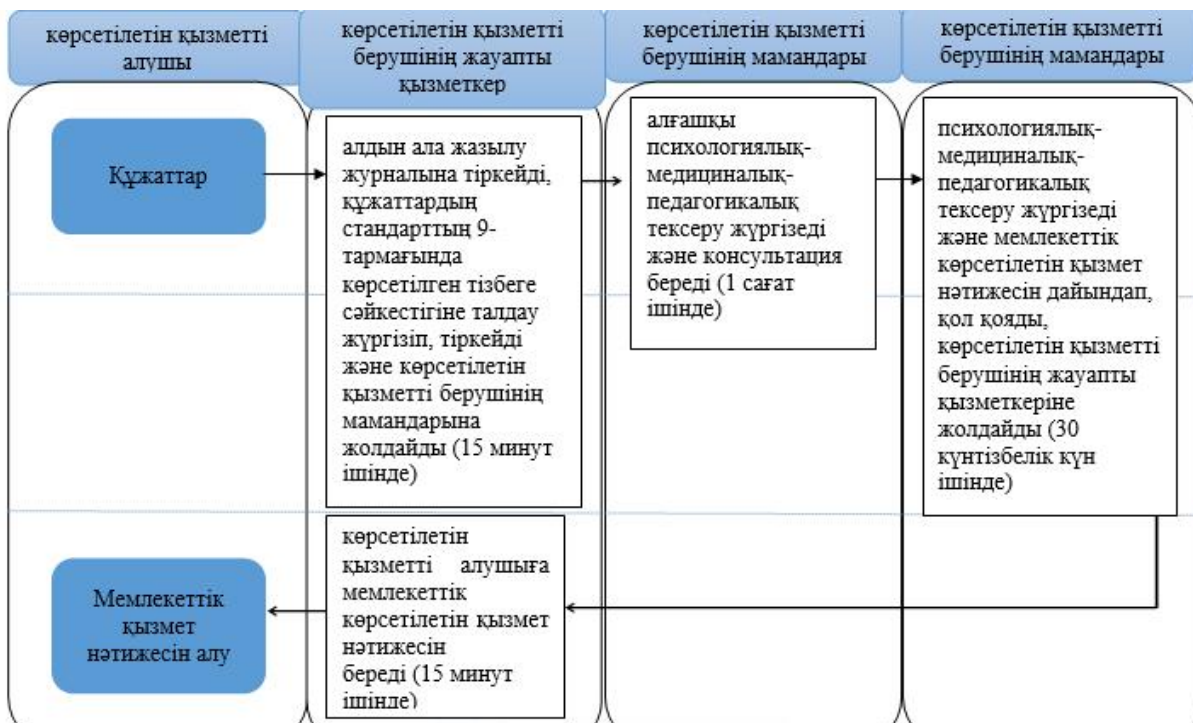 көрсетілетін қызметті
алушы
көрсетілетін қызметті
берушінің жауапты
қызметкер
көрсетілетін қызметті
берушінің мамандары
көрсетілетін қызметті
берушінің мамандары
Құжаттар
алдын ала жазылу
журналына тіркейді,
құжаттардың
стандарттың 9-
тармағында
көрсетілген тізбеге
сәйкестігіне талдау
жүргізіп, тіркейді
және көрсетілетін
қызметті берушінің
мамандарына
жолдайды (15 минут
ішінде)
алғашқы
психологиялық-
медициналық-
педагогикалық
тексеру жүргізеді
және консультация
береді (1 сағат
ішінде)
психологиялық-
медициналық-
педагогикалық
тексеру жүргізеді
және мемлекеттік
көрсетілетін қызмет
нәтижесін дайындап,
қол қояды,
көрсетілетін қызметті
берушінің жауапты
қызметкеріне
жолдайды (30
күнтізбелік күн
ішінде)
Мемлекеттік
қызмет
нәтижесін алу
көрсетілетін
қызметті алушыға
мемлекеттік
көрсетілетін қызмет
нәтижесін
береді (15 минут
ішінде)